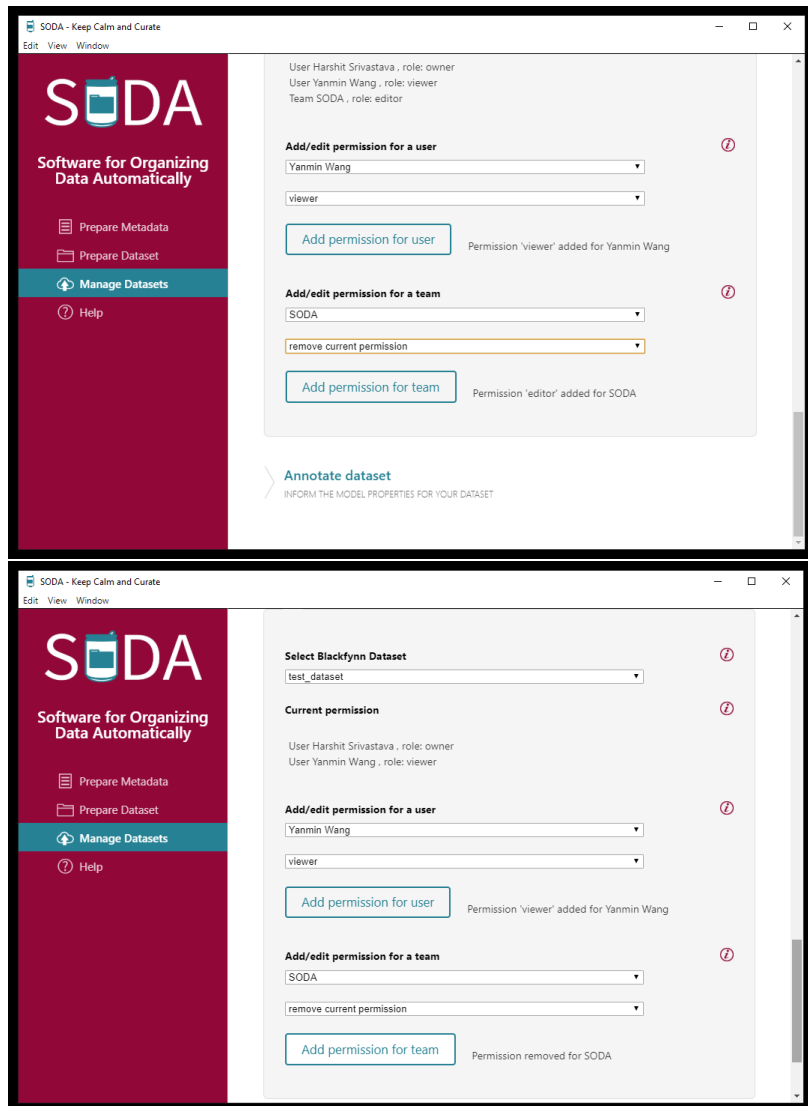 SODA - Keep Calm and Curate
Edit View Window
SODA
Software for Organizing
Data Automatically
Prepare Metadata
Prepare Dataset
Manage Datasets
Help
User Harshit Srivastava , role: owner
User Yanmin Wang , role: viewer
Team SODA , role: editor
Add/edit permission for a user
Yanmin Wang
viewer
Add permission for user
Permission 'viewer' added for Yanmin Wang
Add/edit permission for a team
SODA
remove current permission
Add permission for team
Permission 'editor' added for SODA
Annotate dataset
INFORM THE MODEL PROPERTIES FOR YOUR DATASET
SODA - Keep Calm and Curate
Edit View Window
SODA
Software for Organizing
Data Automatically
Prepare Metadata
Prepare Dataset
Manage Datasets
Help
Select Blackfynn Dataset
test_dataset
Current permission
User Harshit Srivastava , role: owner
User Yanmin Wang , role: viewer
Add/edit permission for a user
Yanmin Wang
viewer
Add permission for user
Permission 'viewer' added for Yanmin Wang
Add/edit permission for a team
SODA
remove current permission
Add permission for team
Permission removed for SODA